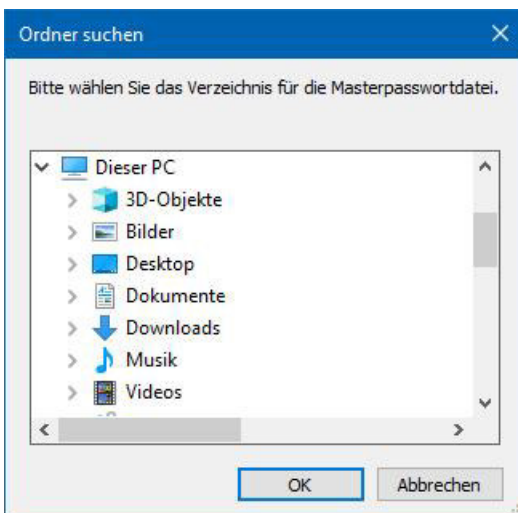 Ordner suchen
Bitte wählen Sie das Verzeichnis für die Masterpasswortdatei.
Dieser PC
3D-Objekte
Bilder
Desktop
Dokumente
Downloads
Musik
Videos
OK Abbrechen